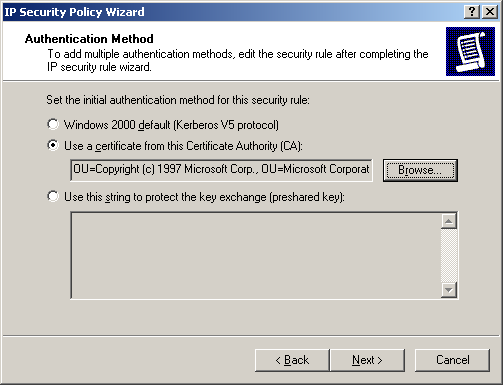 IP Security Policy Wizard
Authentication Method
To add multiple authentication methods, edit the security rule after completing the
IP security rule wizard.
Set the initial authentication method for this security rule:
Windows 2000 default (Kerberos V5 protocol)
Use a certificate from this Certificate Authority (CA):
OU=Copyright (c) 1997 Microsoft Corp., OU=Microsoft Corporat
Browse...
Use this string to protect the key exchange (preshared key):
< Back
Next >
Cancel